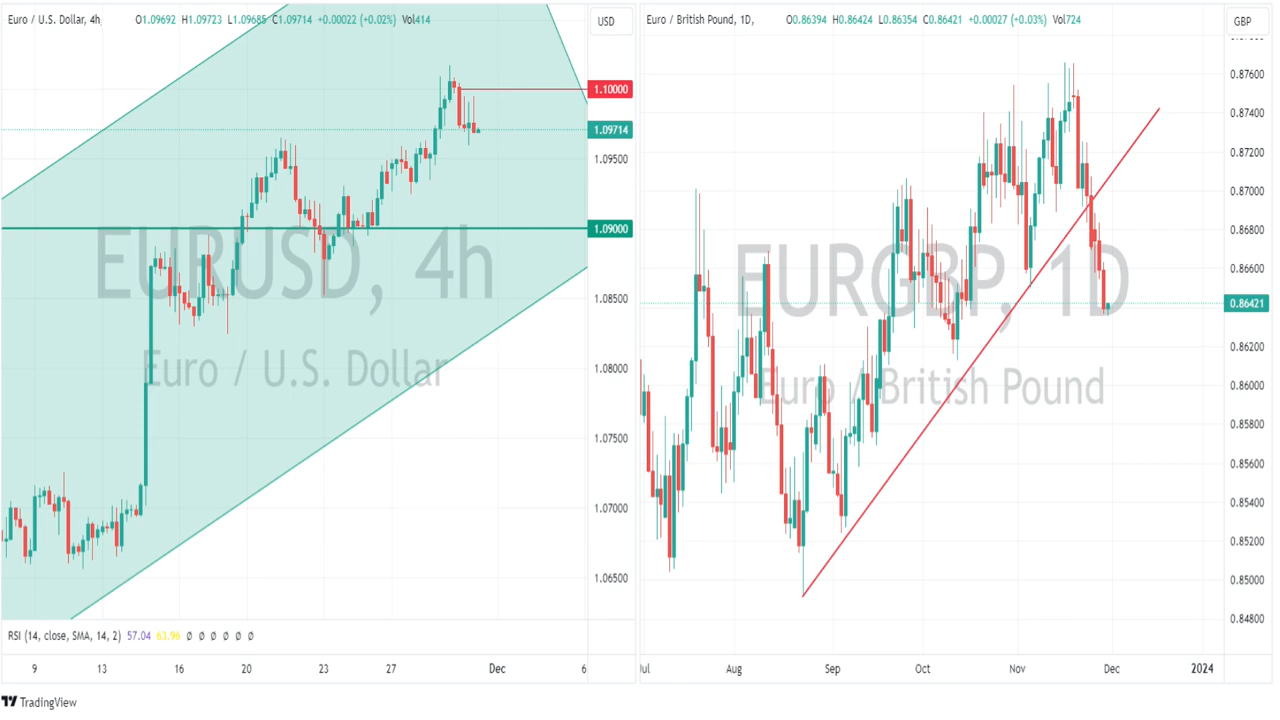 Euro / U.S. Dollar, 4h, O1.09692 H1.09723 L1.09685 C1.09714 +0.00022 (+0.02%) Vol414
USD
1.10000
1.09714
1.09500
1.09000
1.08500
1.08000
1.07500
1.07000
1.06500
EURUSD, 4h
Euro / U.S. Dollar
RSI (14, close, SMA, 14, 2) 57.04 63.96 Ø Ø Ø Ø Ø Ø
9 13 16 20 23 27 Dec 6
Euro / British Pound, 1D, O0.86394 H0.86424 L0.86354 C0.86421 +0.00027 (+0.03%) Vol724
GBP
0.87600
0.87400
0.87200
0.87000
0.86800
0.86600
0.86421
0.86200
0.86000
0.85800
0.85600
0.85400
0.85200
0.85000
0.84800
EURGBP, 1D
Euro / British Pound
Aug Sep Oct Nov Dec 2024
TradingView